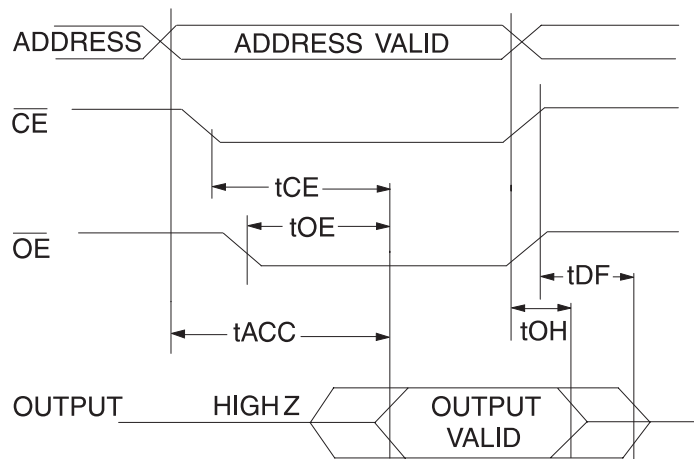 ADDRESS ADDRESS VALID
CE
tCE
tOE
OE
tDF
tACC
tOH
OUTPUT HIGH Z OUTPUT
VALID